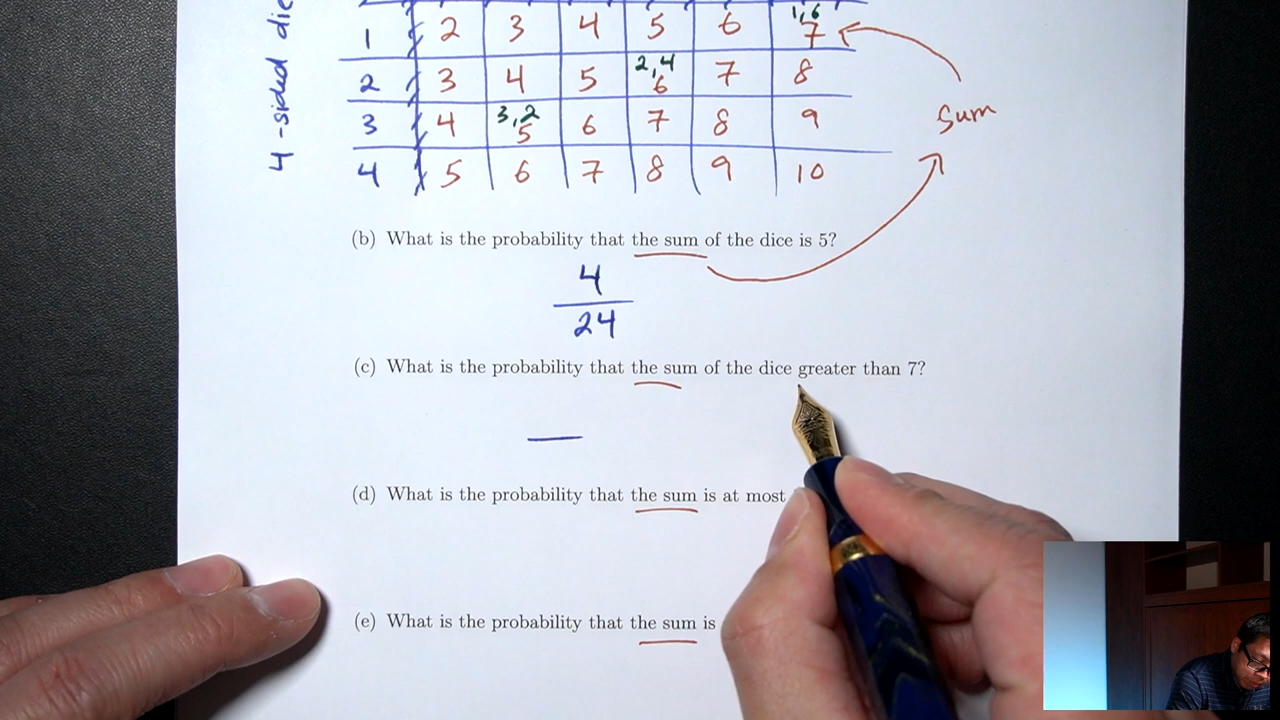 4-sided dic
1 2 3 4 5 6 1,6 7
2 3 4 5 2,4 6 7 8
3 4 3,2 5 6 7 8 9
Sum
4 5 6 7 8 9 10
(b) What is the probability that the sum of the dice is 5?
4
24
(c) What is the probability that the sum of the dice greater than 7?
(d) What is the probability that the sum is at most
(e) What is the probability that the sum is